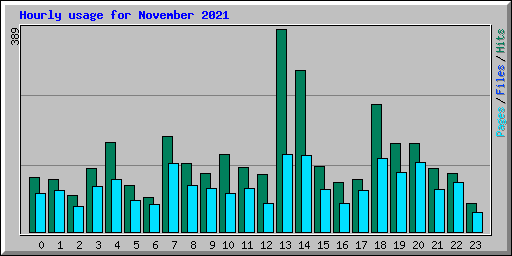 Hourly usage for November 2021
389
Pages/Files/Hits
0 1 2 3 4 5 6 7 8 9 10 11 12 13 14 15 16 17 18 19 20 21 22 23